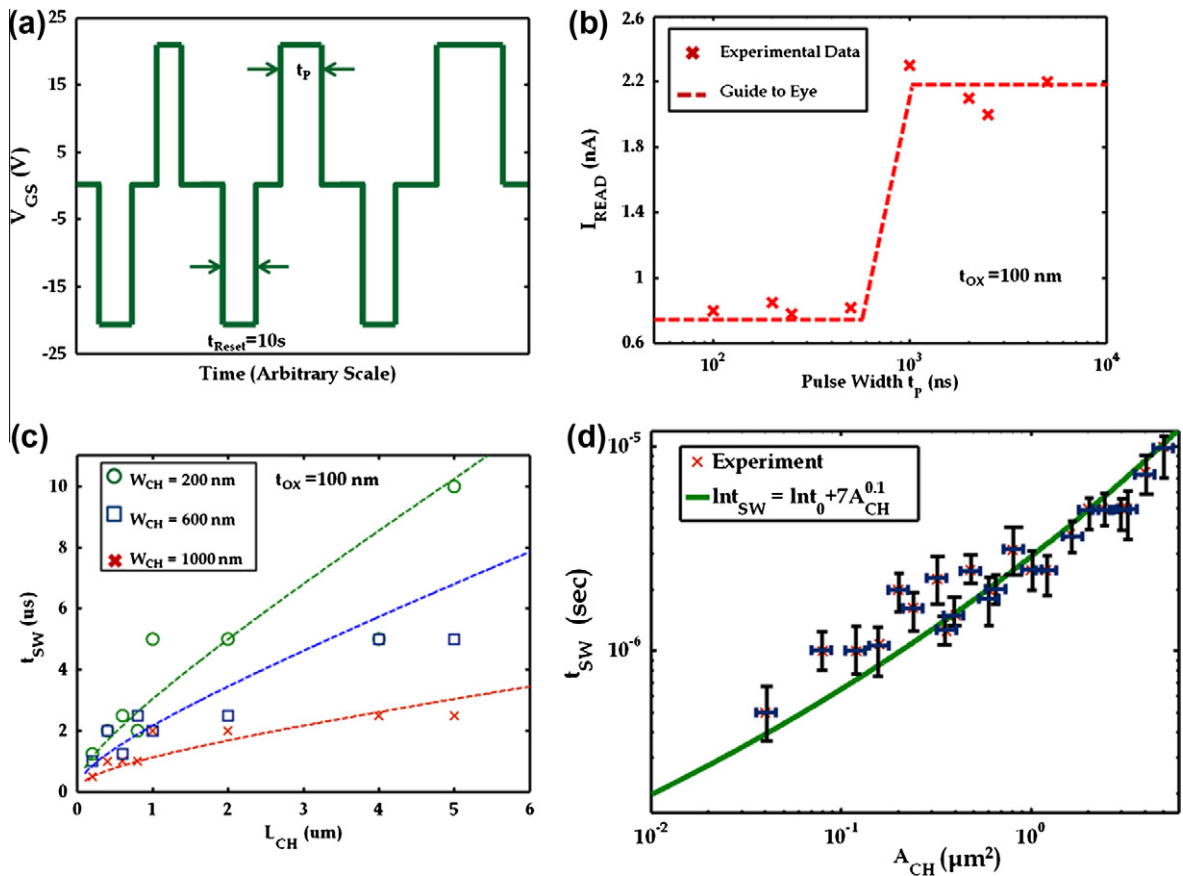 (a)
25
15
5
-5
-15
-25
V_GS (V)
t_P
t_Reset=10s
Time (Arbitrary Scale)
(b)
2.6
2.2
1.8
1.4
1
0.6
I_READ (nA)
Experimental Data
Guide to Eye
t_OX =100 nm
10^2
10^3
10^4
Pulse Width t_P (ns)
(c)
10
8
6
4
2
0
t_SW (us)
W_CH = 200 nm
W_CH = 600 nm
W_CH = 1000 nm
t_OX = 100 nm
0
1
2
3
4
5
6
L_CH (um)
(d)
10^-5
10^-6
t_SW (sec)
Experiment
lnt_SW = lnt_0+7A_CH^0.1
10^-2
10^-1
10^0
A_CH (μm²)